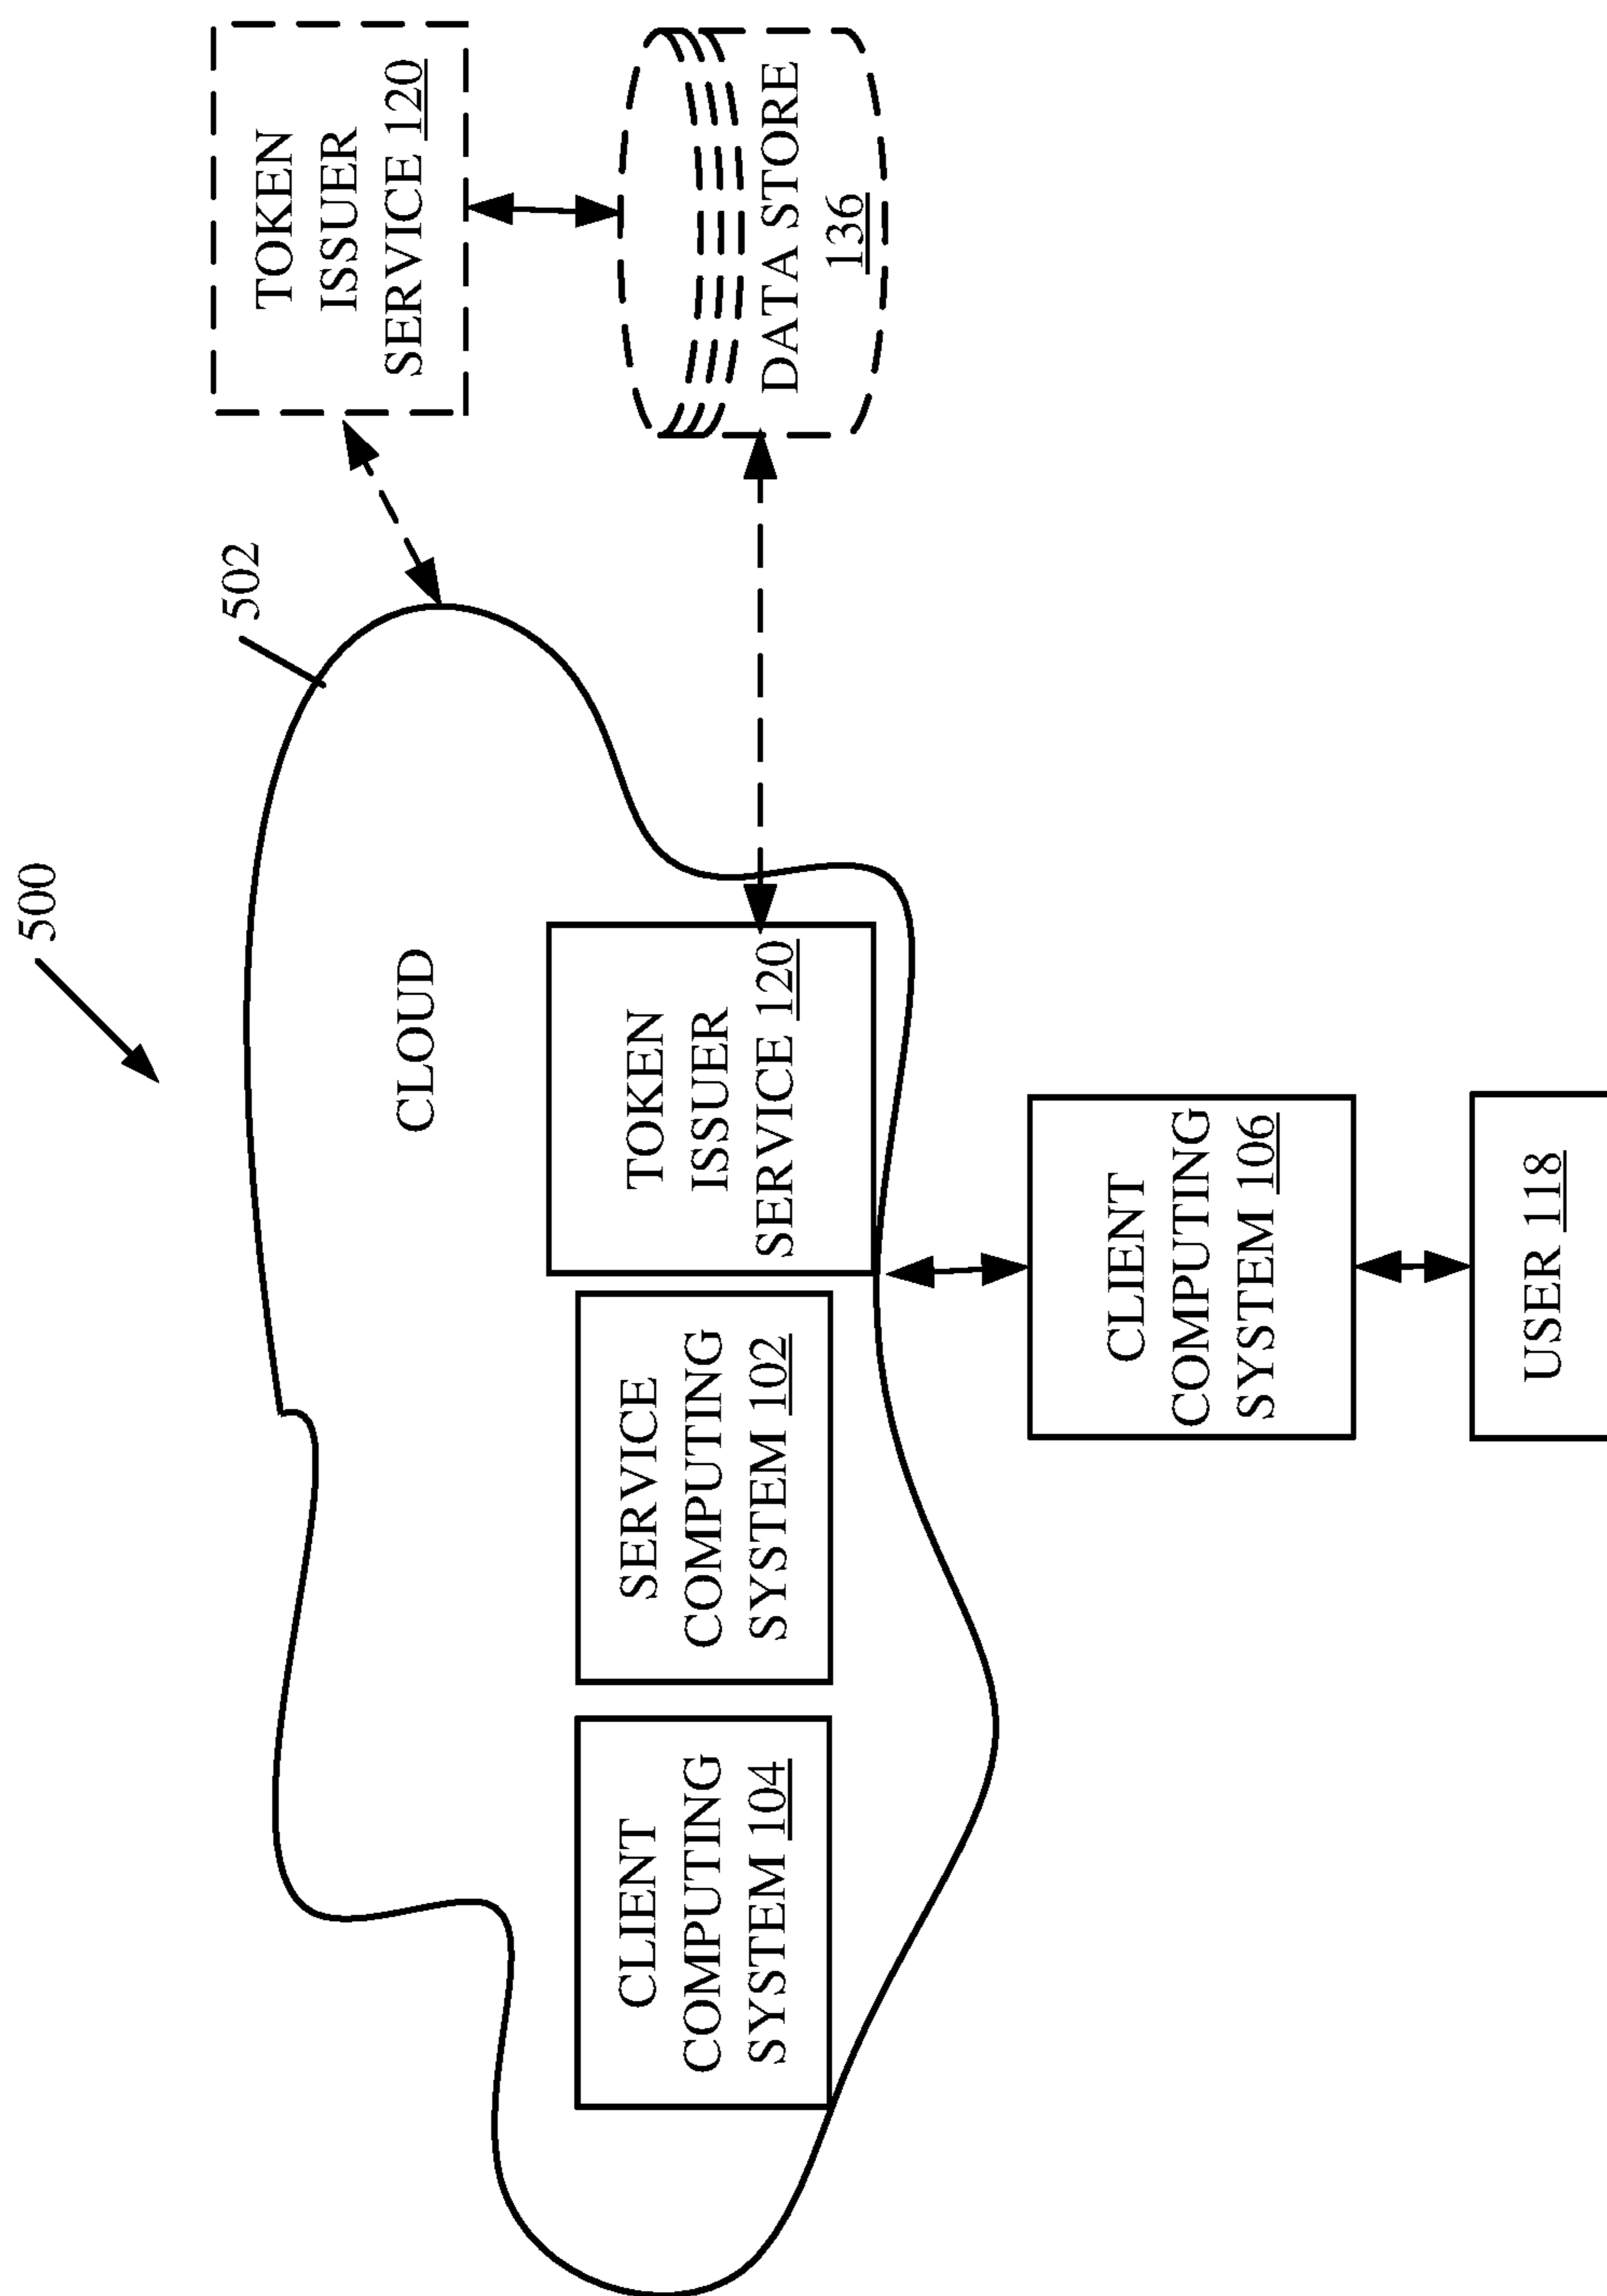 500
502
CLOUD
TOKEN
ISSUER
SERVICE 120
DATA STORE
136
CLIENT
COMPUTING
SYSTEM 104
SERVICE
COMPUTING
SYSTEM 102
TOKEN
ISSUER
SERVICE 120
CLIENT
COMPUTING
SYSTEM 106
USER 118